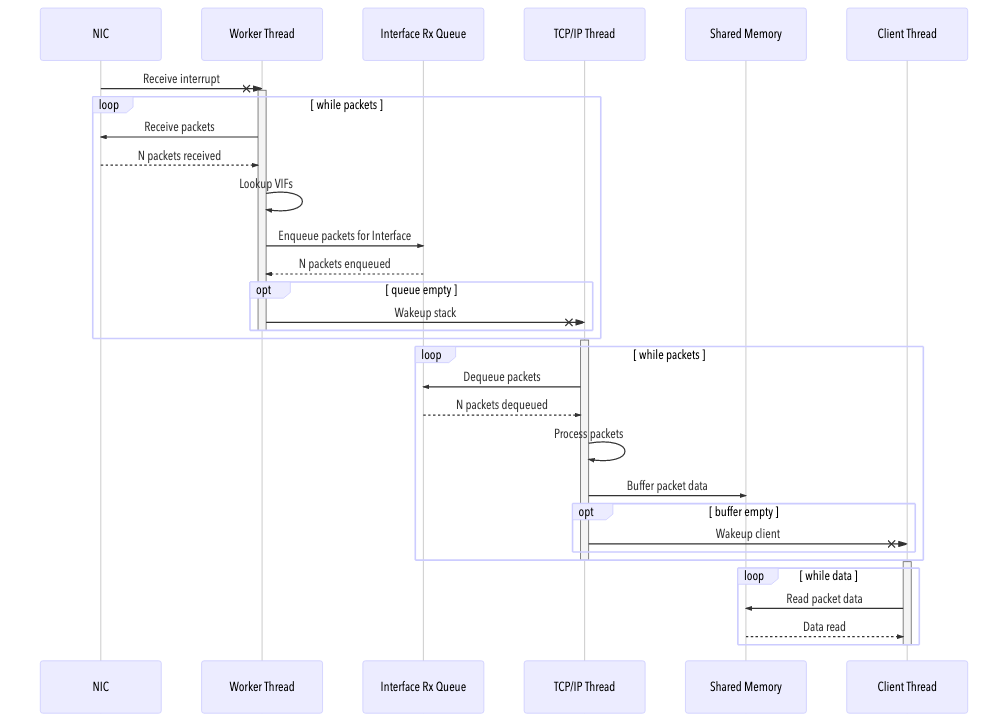 NIC
Worker Thread
Interface Rx Queue
TCP/IP Thread
Shared Memory
Client Thread
Receive interrupt
loop
[ while packets ]
Receive packets
N packets received
Lookup VIFs
Enqueue packets for Interface
N packets enqueued
opt
[ queue empty ]
Wakeup stack
loop
[ while packets ]
Dequeue packets
N packets dequeued
Process packets
Buffer packet data
opt
[ buffer empty ]
Wakeup client
loop
[ while data ]
Read packet data
Data read
NIC
Worker Thread
Interface Rx Queue
TCP/IP Thread
Shared Memory
Client Thread